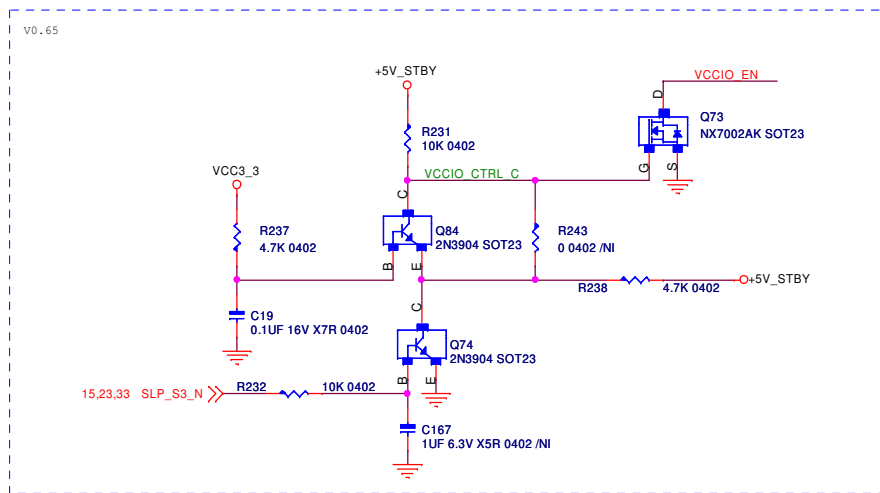 V0.65
+5V_STBY
VCCIO_EN
D
Q73
NX7002AK SOT23
R231
10K 0402
G
S
VCC3_3
VCCIO_CTRL_C
C
R237
4.7K 0402
Q84
2N3904 SOT23
R243
0 0402 /NI
B
E
R238
4.7K 0402
+5V_STBY
C
C19
0.1UF 16V X7R 0402
Q74
2N3904 SOT23
B
E
15,23,33 SLP_S3_N
R232
10K 0402
C167
1UF 6.3V X5R 0402 /NI